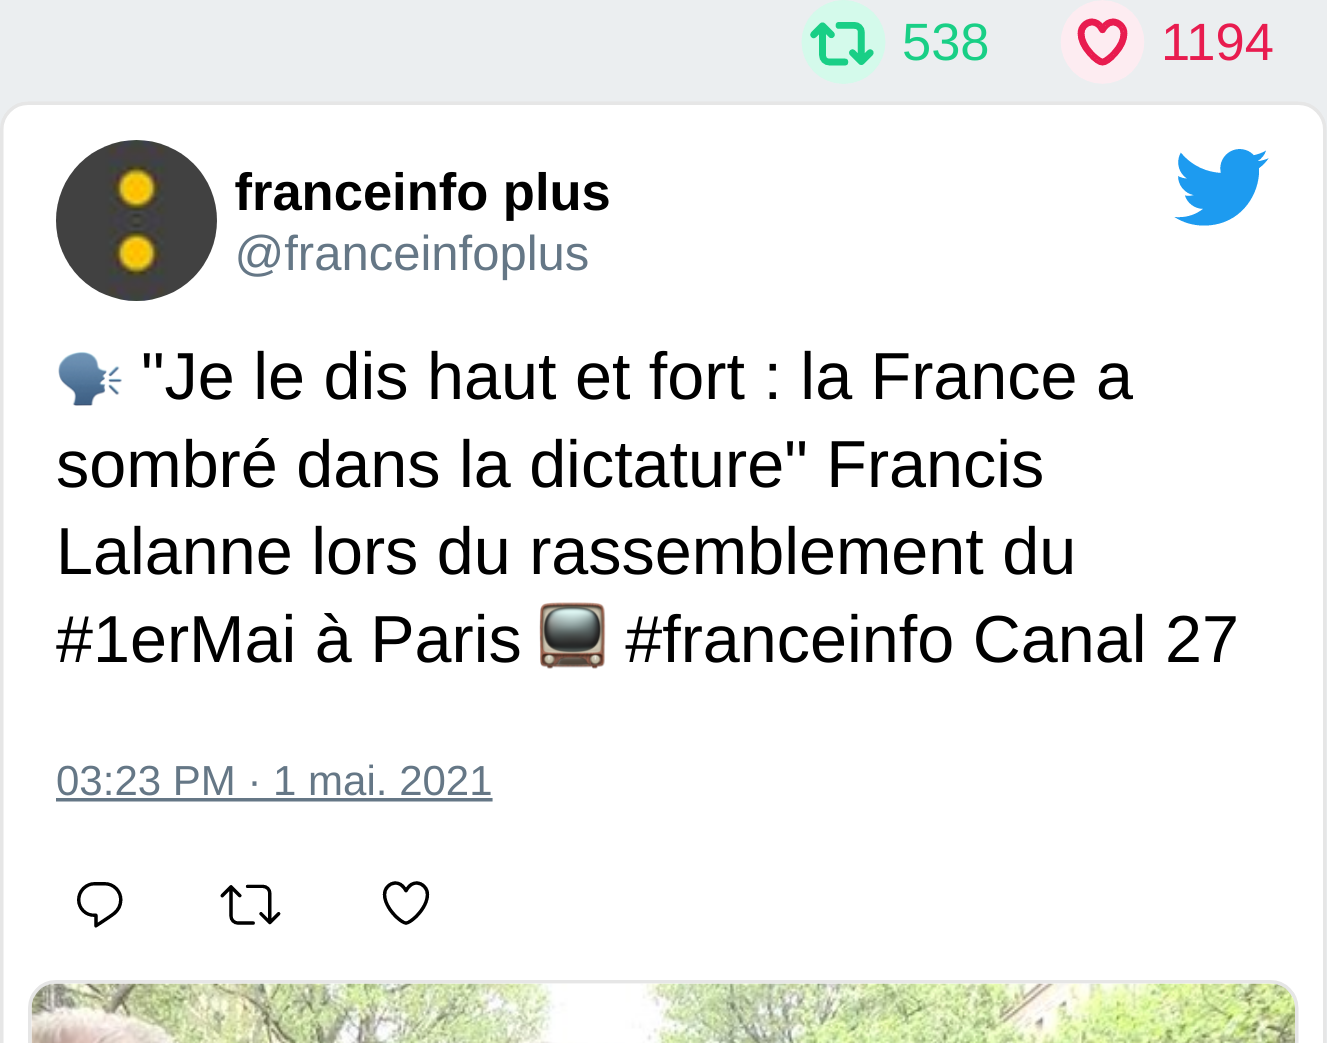 538 1194
franceinfo plus
@franceinfoplus
🗣 "Je le dis haut et fort : la France a
sombré dans la dictature" Francis
Lalanne lors du rassemblement du
#1erMai à Paris 📺 #franceinfo Canal 27
03:23 PM · 1 mai. 2021